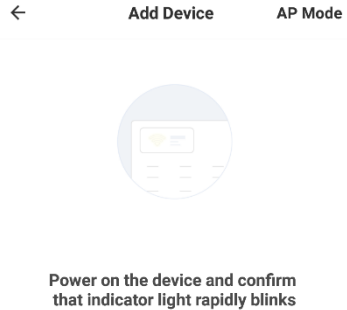 Add Device AP Mode
Power on the device and confirm
that indicator light rapidly blinks